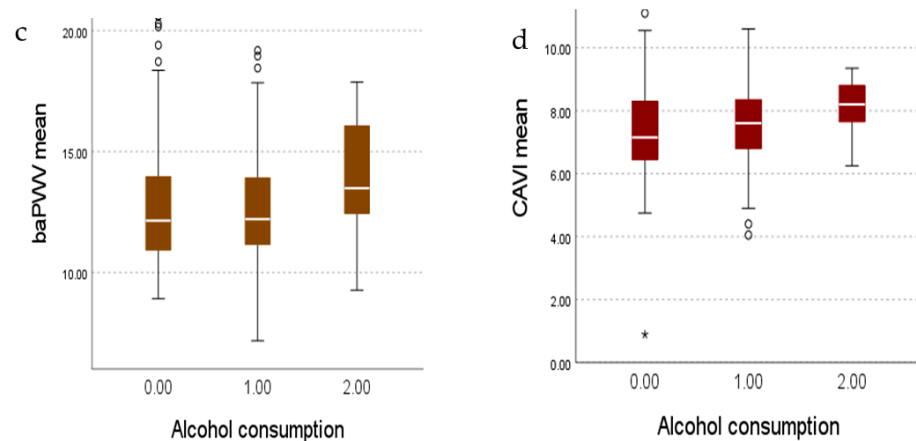 c
20.00
15.00
10.00
baPWV mean
0.00 1.00 2.00
Alcohol consumption
d
10.00
8.00
6.00
4.00
2.00
0.00
CAVI mean
0.00 1.00 2.00
Alcohol consumption